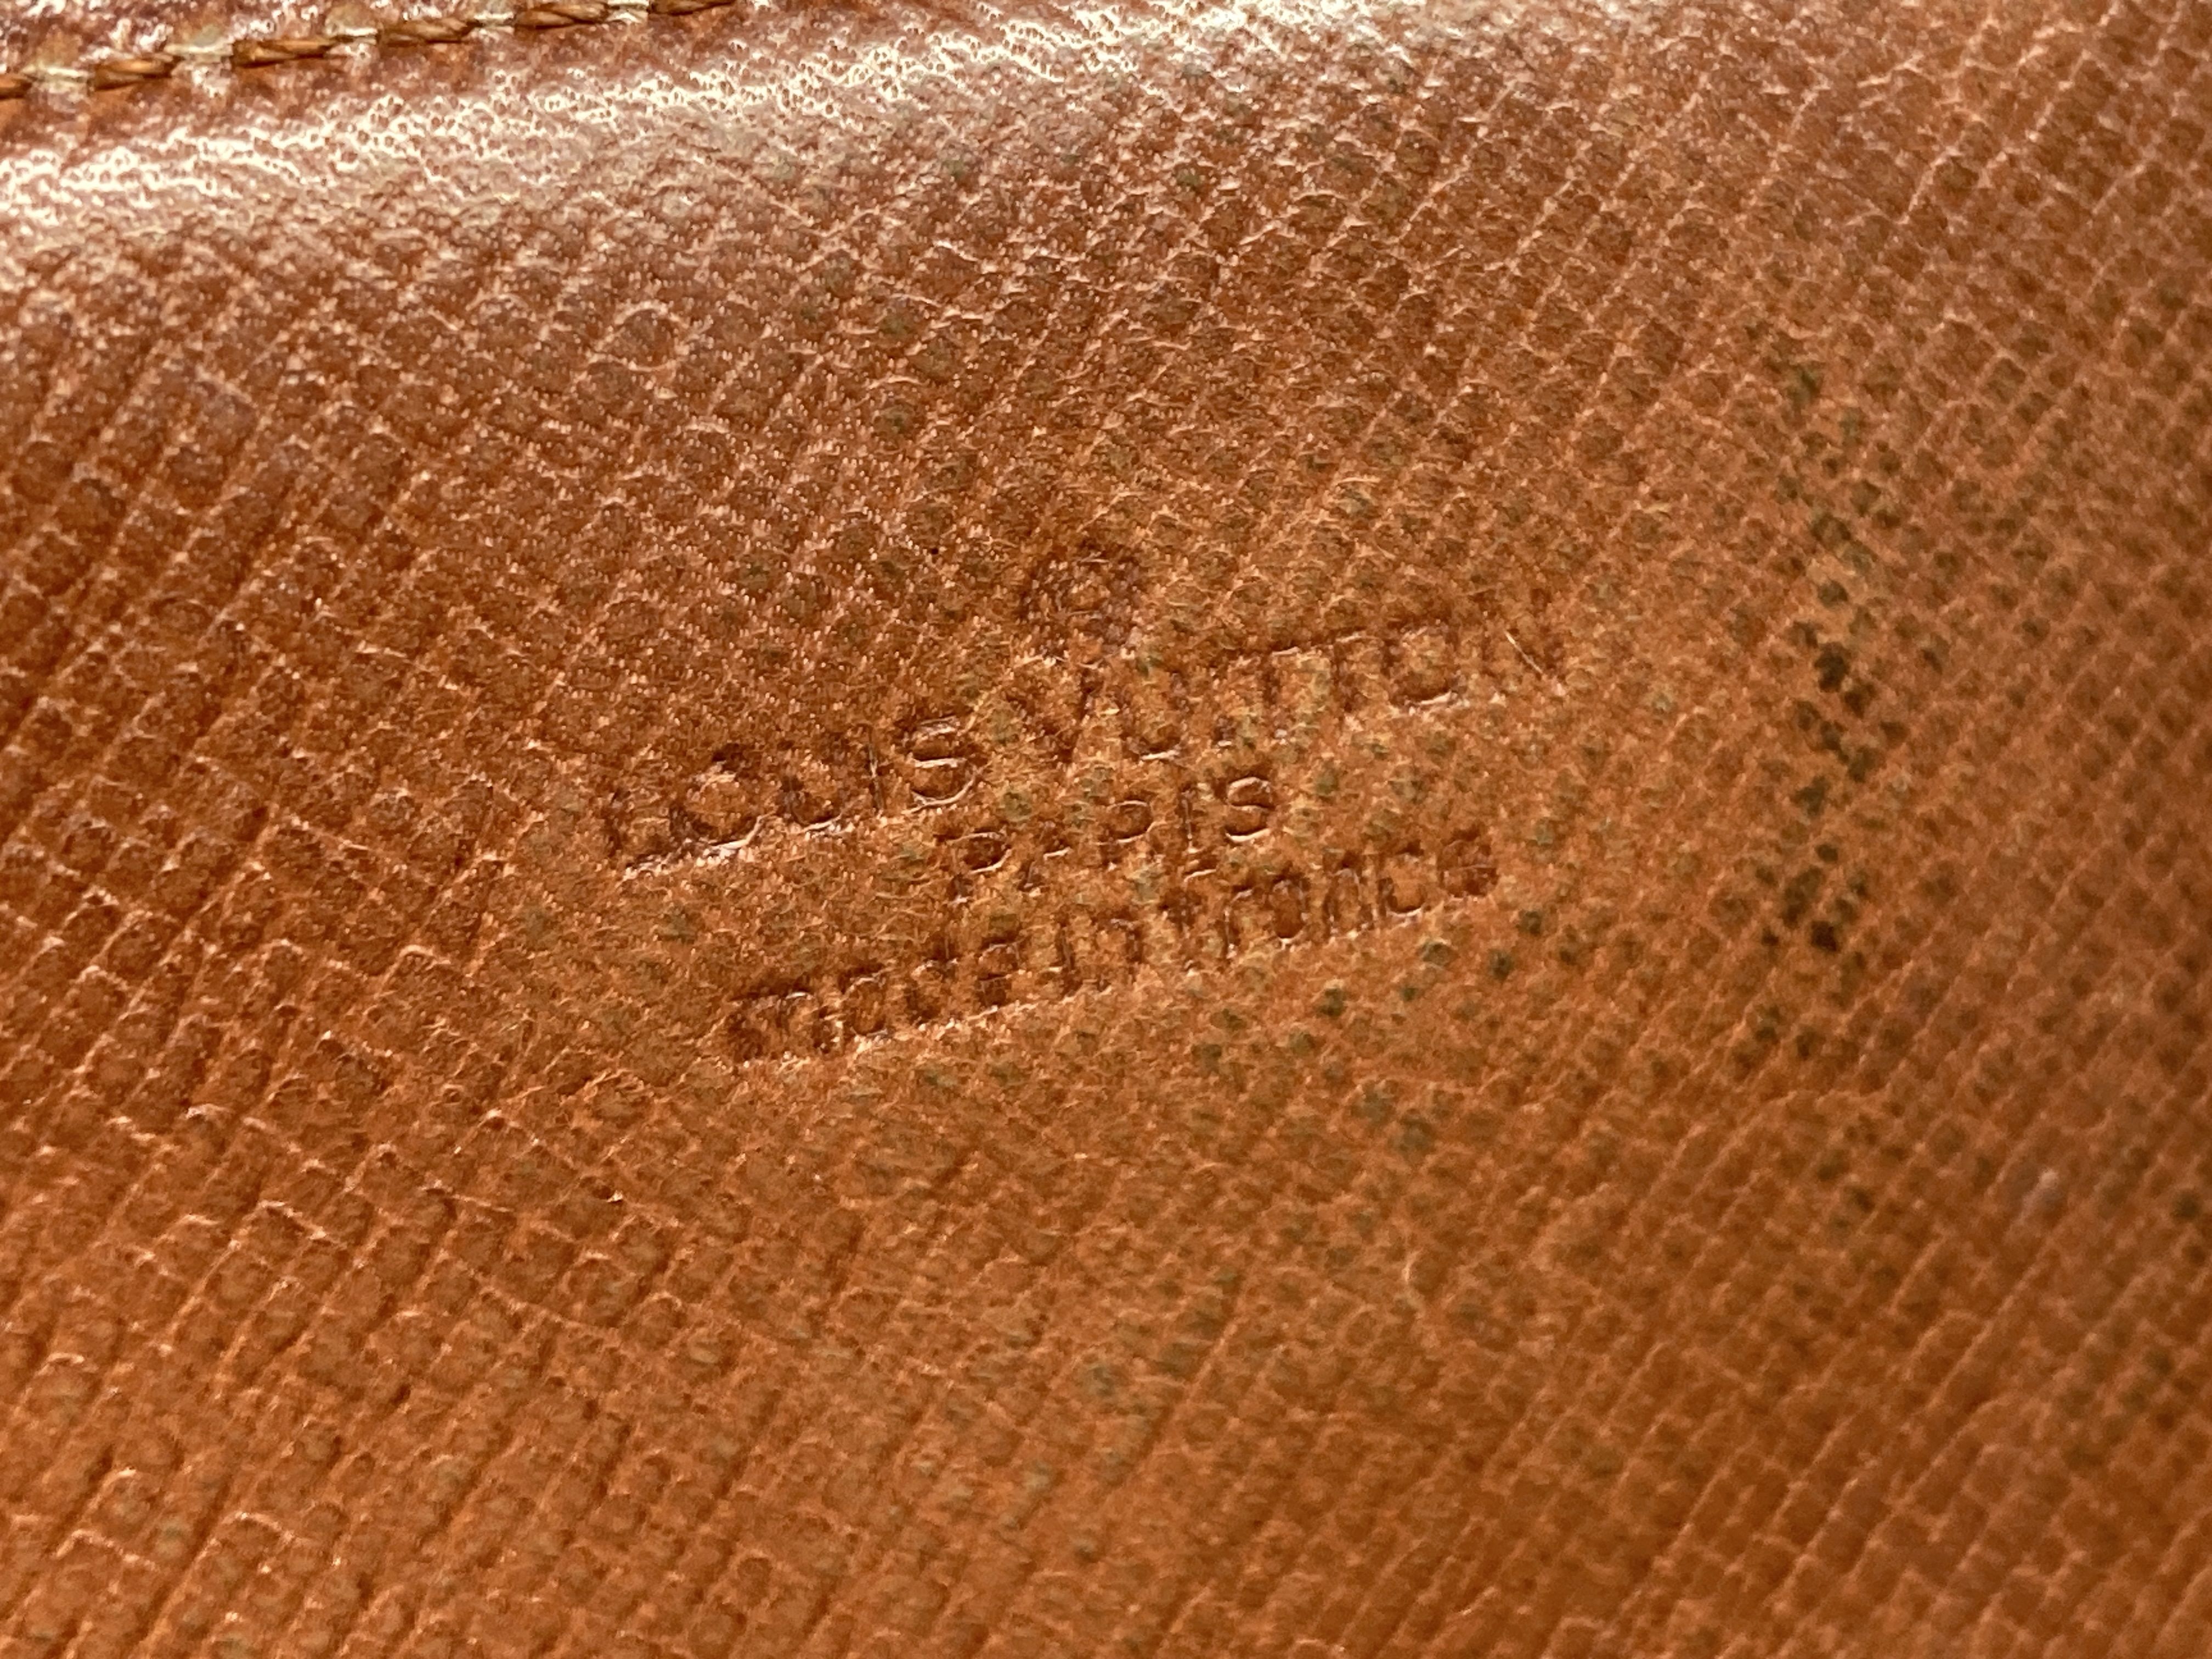 ®
LOUIS VUITTON
PARIS
made in France